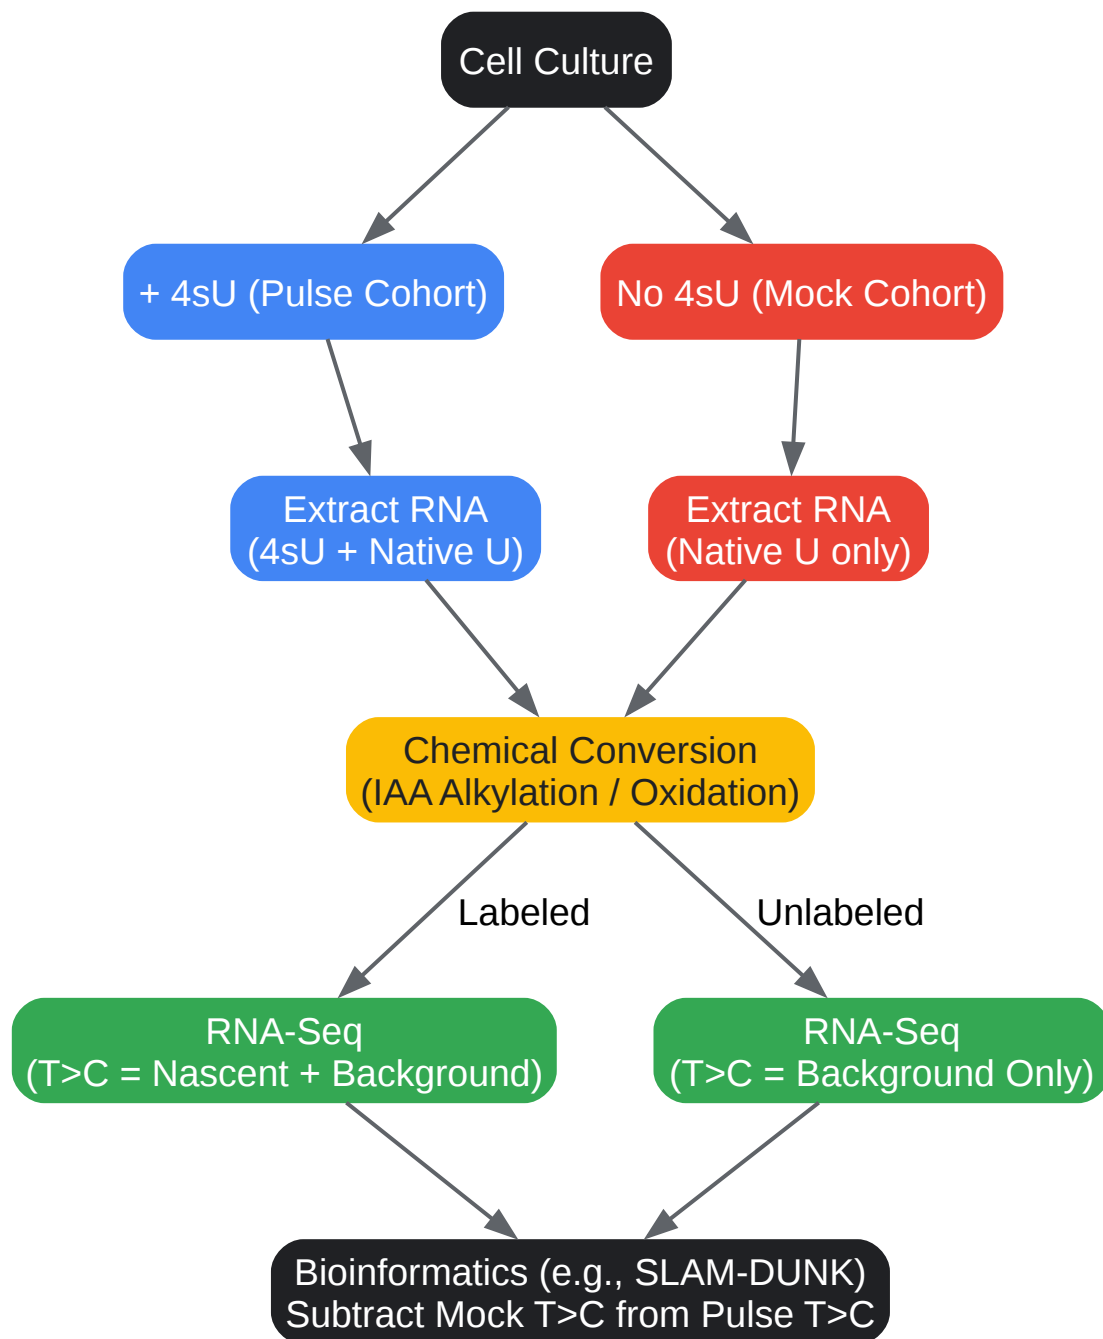 Cell Culture
+ 4sU (Pulse Cohort)
No 4sU (Mock Cohort)
Extract RNA
(4sU + Native U)
Extract RNA
(Native U only)
Chemical Conversion
(IAA Alkylation / Oxidation)
Labeled
Unlabeled
RNA-Seq
(T>C = Nascent + Background)
RNA-Seq
(T>C = Background Only)
Bioinformatics (e.g., SLAM-DUNK)
Subtract Mock T>C from Pulse T>C